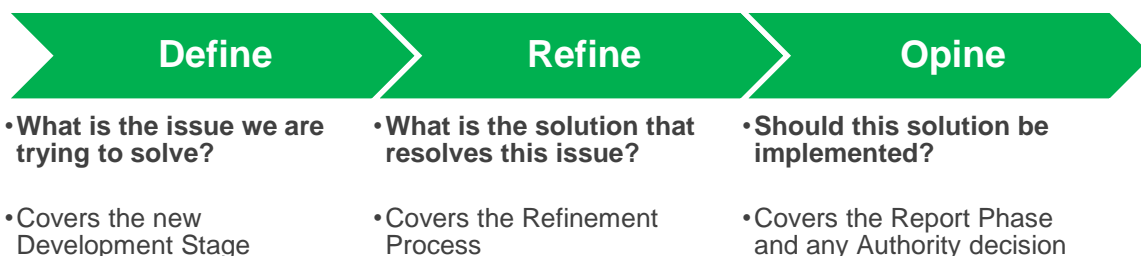 Define
Refine
Opine
•What is the issue we are
trying to solve?
•What is the solution that
resolves this issue?
•Should this solution be
implemented?
•Covers the new
Development Stage
•Covers the Refinement
Process
•Covers the Report Phase
and any Authority decision